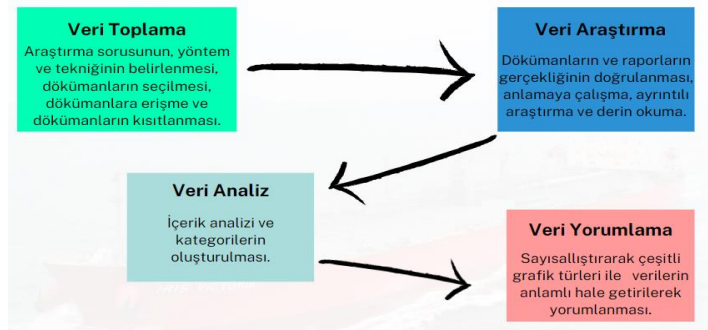 Veri Toplama
Araştırma sorusunun, yöntem
ve tekniğinin belirlenmesi,
dökümanların seçilmesi,
dökümanlara erişme ve
dökümanların kısıtlanması.
Veri Araştırma
Dökümanların ve raporların
gerçekliğinin doğrulanması,
anlamaya çalışma, ayrıntılı
araştırma ve derin okuma.
Veri Analiz
İçerik analizi ve
kategorilerin
oluşturulması.
Veri Yorumlama
Sayısallıştırarak çeşitli
grafik türleri ile verilerin
anlamlı hale getirilerek
yorumlanması.